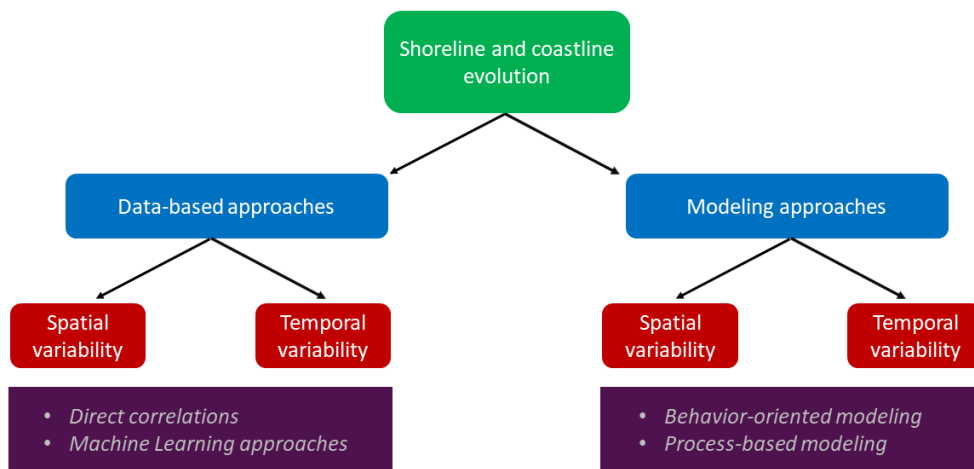 Shoreline and coastline
evolution
Data-based approaches
Modeling approaches
Spatial
variability
Temporal
variability
Spatial
variability
Temporal
variability
• Direct correlations
• Machine Learning approaches
• Behavior-oriented modeling
• Process-based modeling